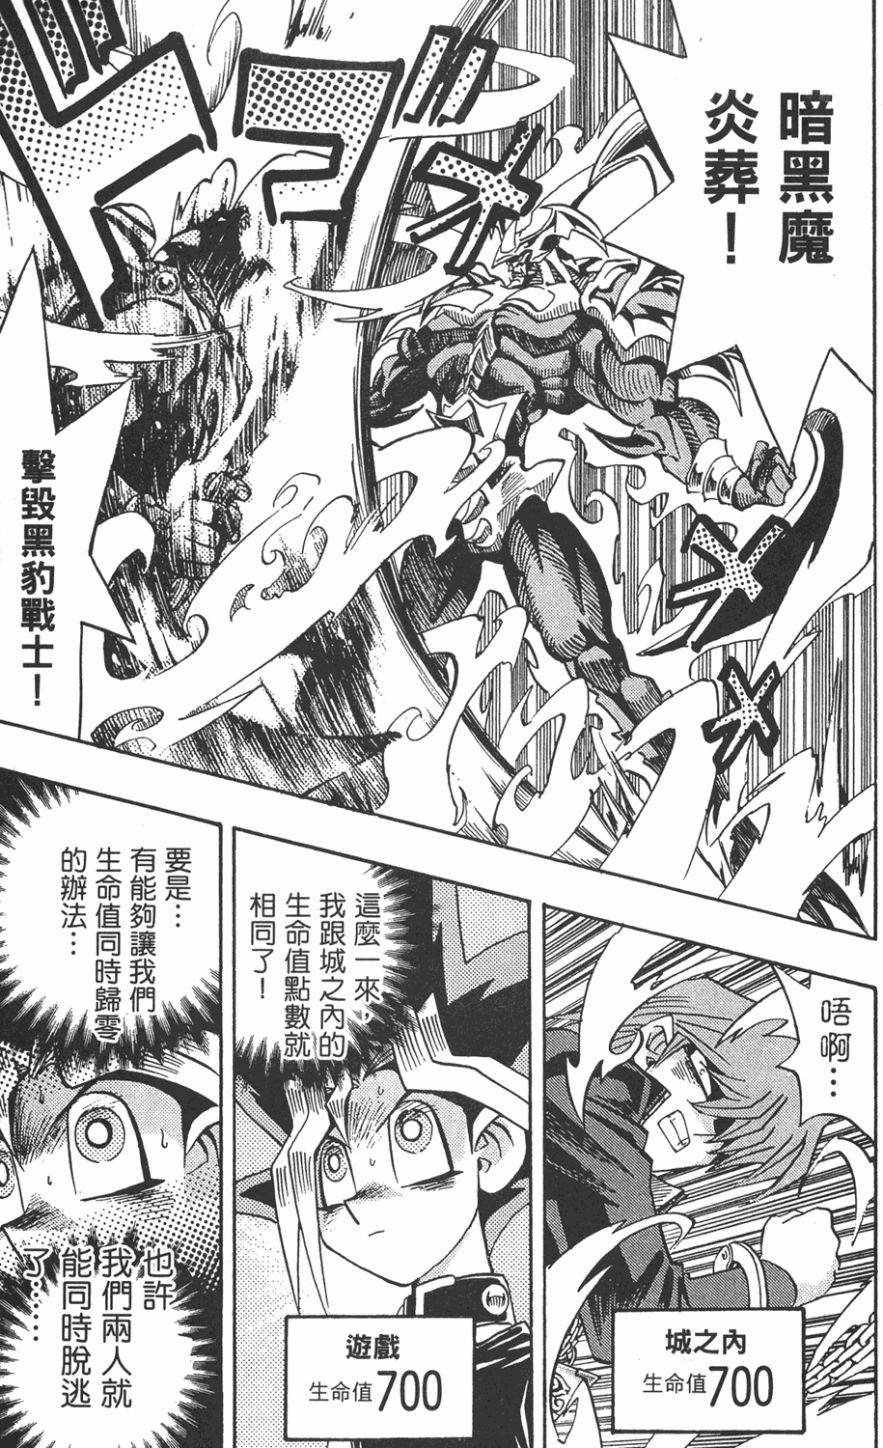 暗黑魔
炎葬！
ドゴオ
××
擊毀黑豹戰士！
唔啊…
城之內
生命值700
這麼一來，
我跟城之內的
生命值點數就
相同了！
遊戲
生命值700
要是…
有能夠讓我們
生命值同時歸零
的辦法…
也許
我們兩人就
能同時脫逃
了……